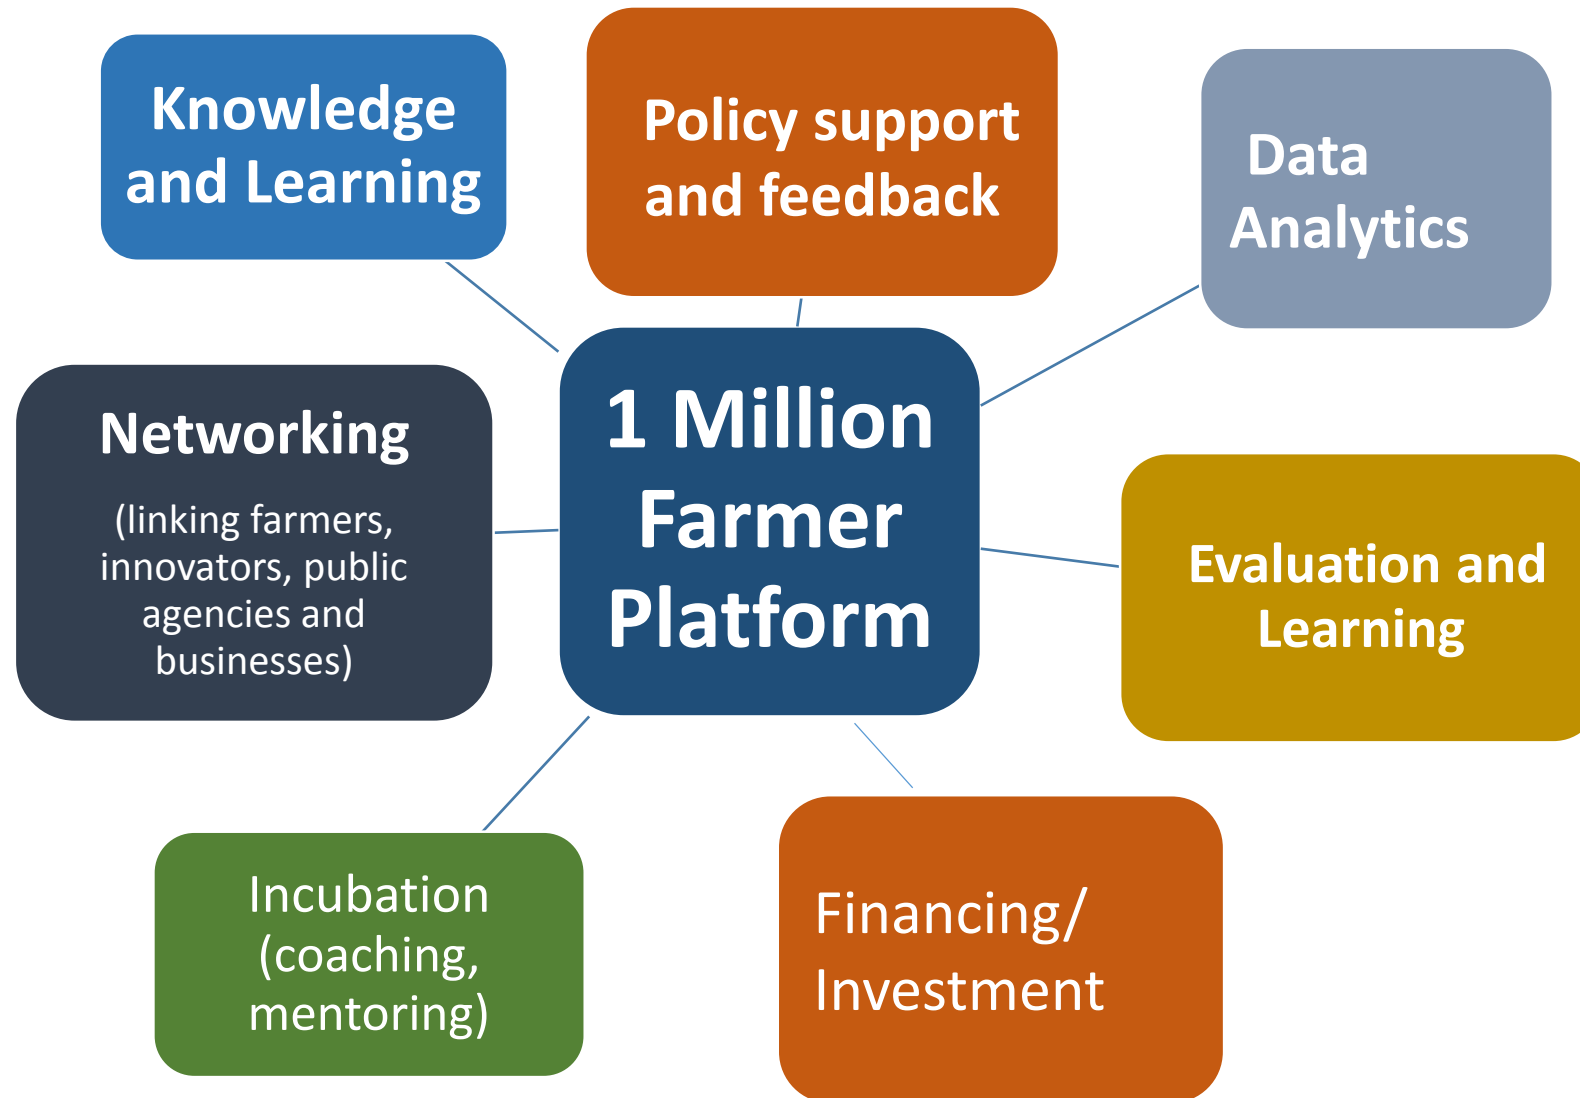 Knowledge
and Learning
Policy support
and feedback
Data
Analytics
Networking
(linking farmers,
innovators, public
agencies and
businesses)
1 Million
Farmer
Platform
Evaluation and
Learning
Incubation
(coaching,
mentoring)
Financing/
Investment